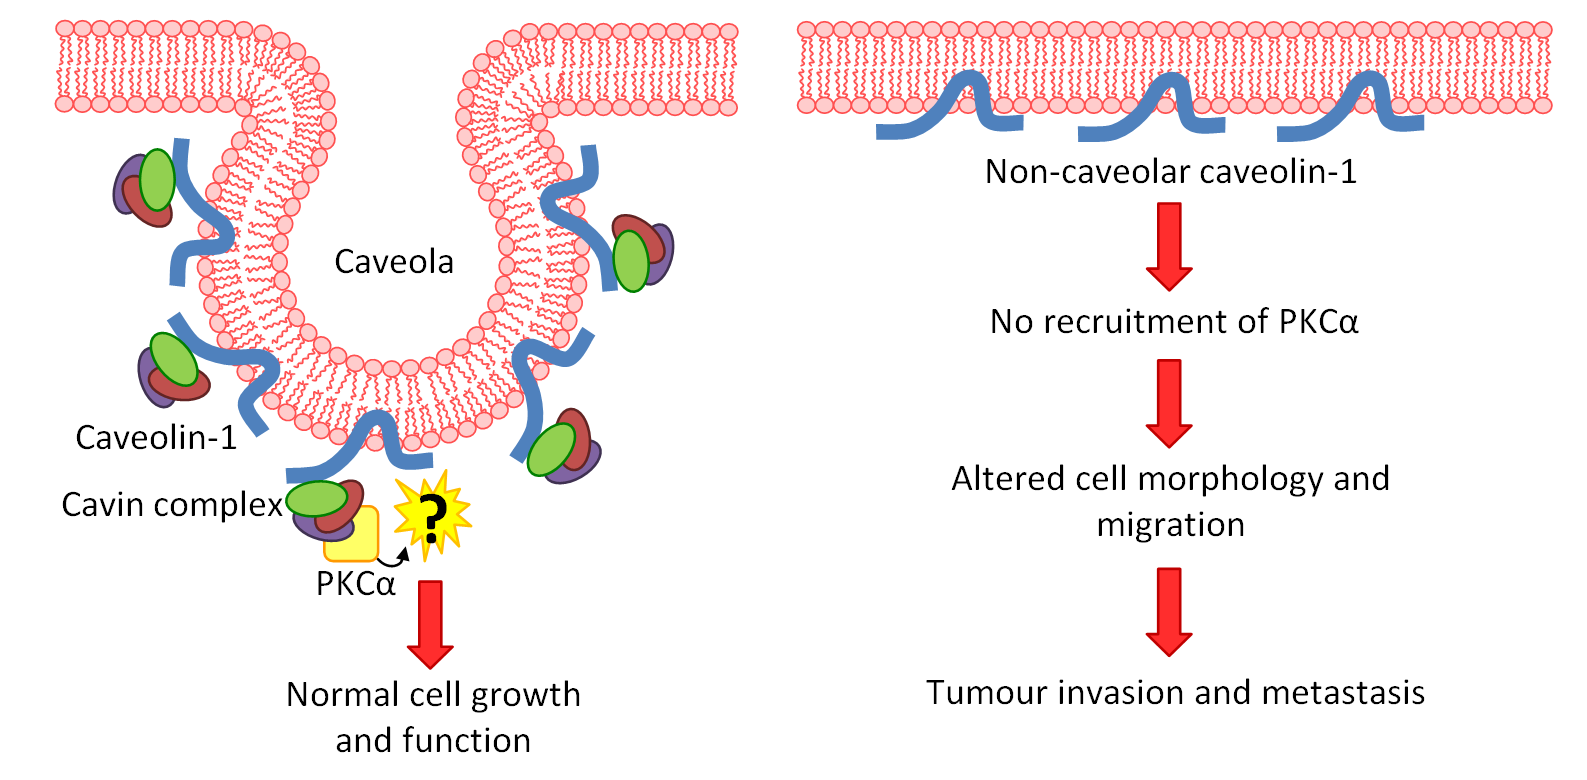 Caveola
Caveolin-1
Cavin complex
?
PKCα
Normal cell growth
and function
Non-caveolar caveolin-1
No recruitment of PKCα
Altered cell morphology and
migration
Tumour invasion and metastasis